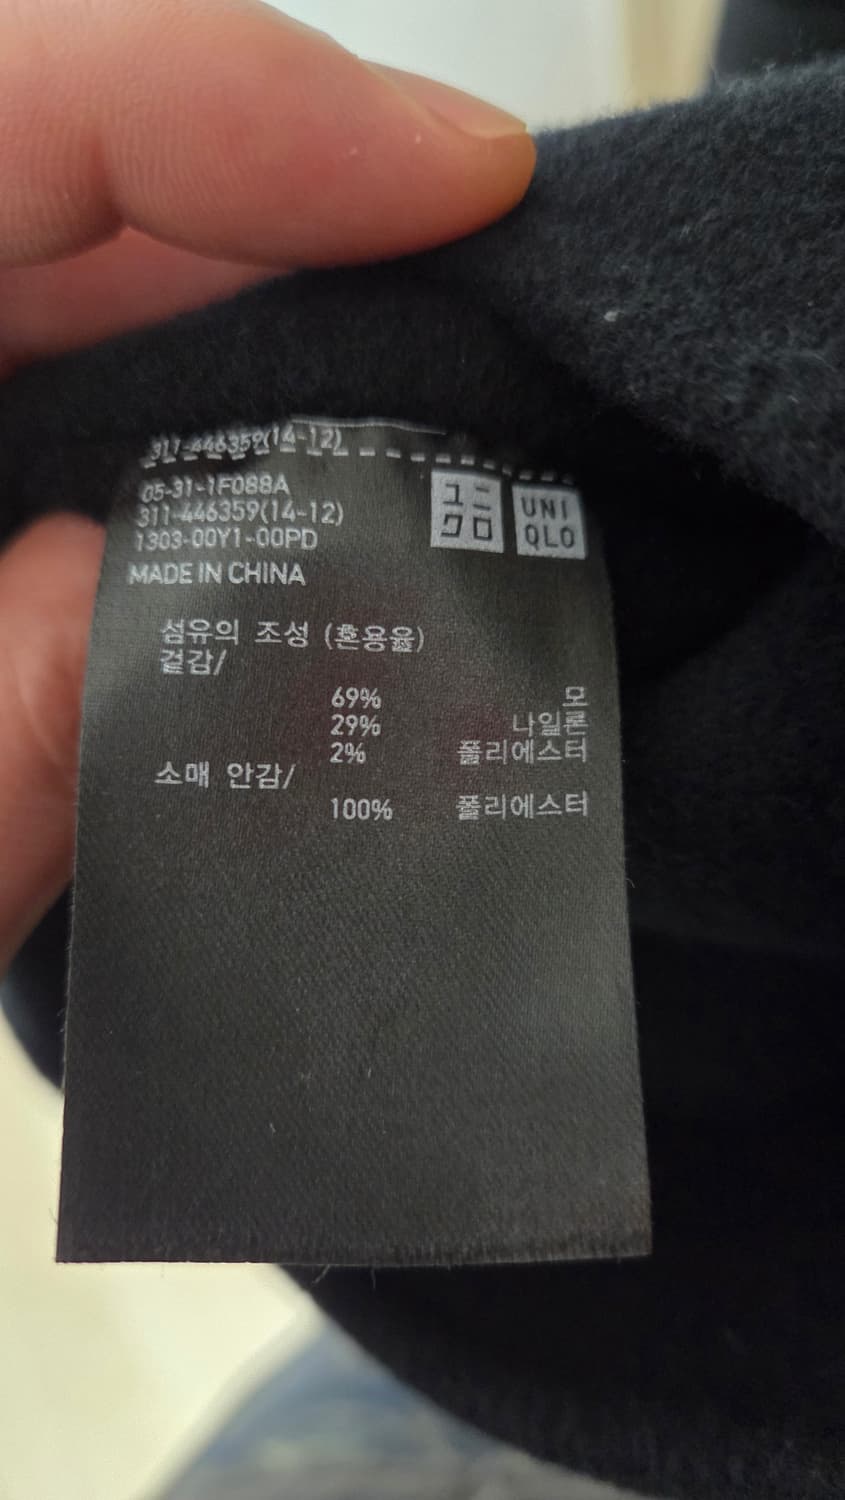 311-446359(14-12)
05-31-1F088A
311-446359(14-12)
1303-00Y1-00PD
MADE IN CHINA
ユニ
クロ
UNI
QLO
섬유의 조성 (혼용율)
겉감/
69% 모
29% 나일론
2% 폴리에스터
소매 안감/
100% 폴리에스터